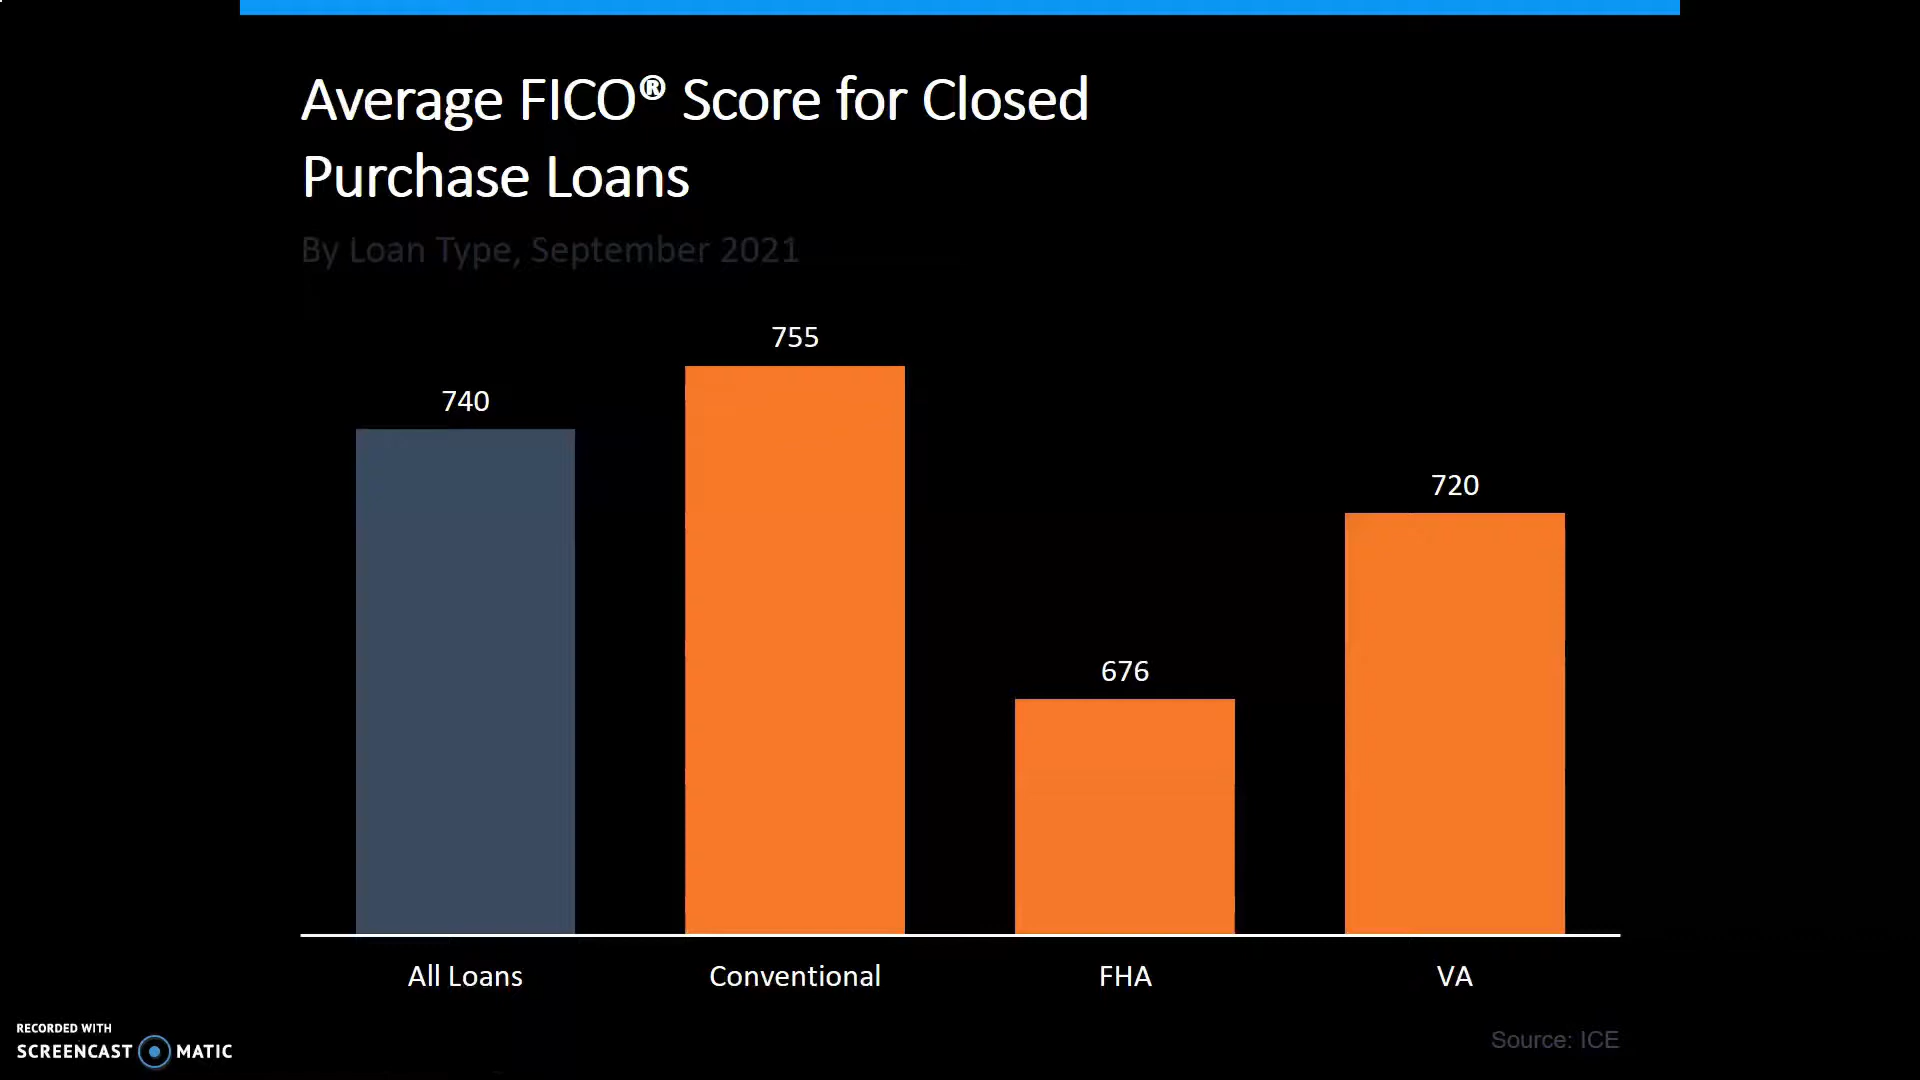 Average FICO® Score for Closed
Purchase Loans
By Loan Type, September 2021
755
740
720
676
All Loans Conventional FHA VA
RECORDED WITH
SCREENCAST MATIC
Source: ICE